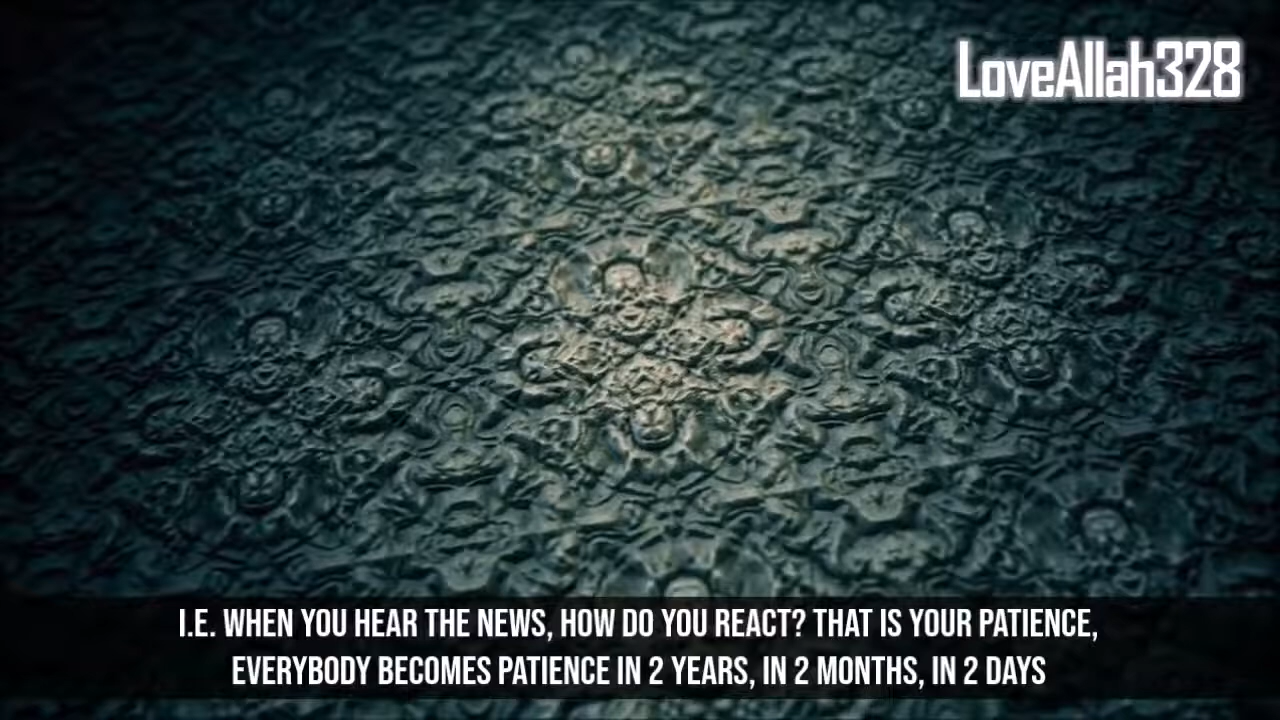 LoveAllah328
I.E. WHEN YOU HEAR THE NEWS, HOW DO YOU REACT? THAT IS YOUR PATIENCE,
EVERYBODY BECOMES PATIENCE IN 2 YEARS, IN 2 MONTHS, IN 2 DAYS